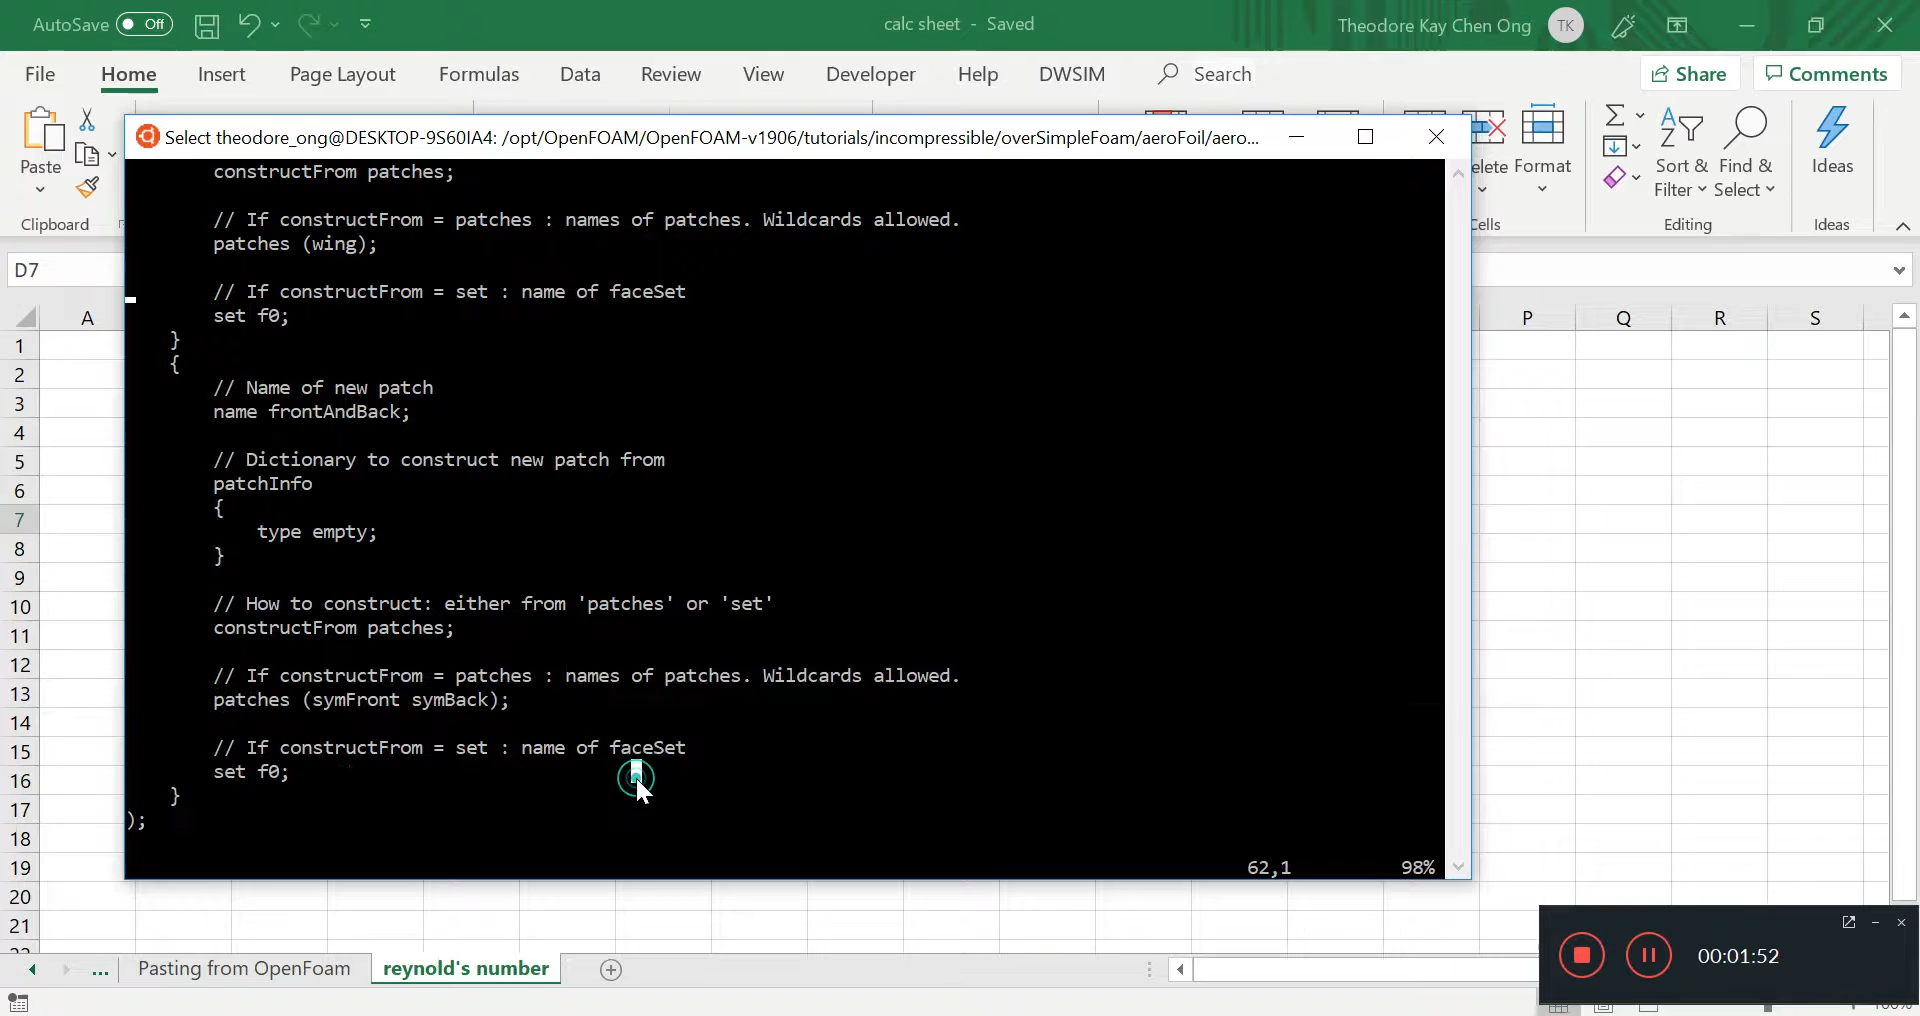 AutoSave Off
calc sheet - Saved
Theodore Kay Chen Ong TK
File Home Insert Page Layout Formulas Data Review View Developer Help DWSIM Search Share Comments
Select theodore_ong@DESKTOP-9S60IA4: /opt/OpenFOAM/OpenFOAM-v1906/tutorials/incompressible/overSimpleFoam/aeroFoil/aero...
Paste
Clipboard
elete
Format
Cells
Sort & Filter
Find & Select
Editing
Ideas
Ideas
D7
A P Q R S
1
2
3
4
5
6
7
8
9
10
11
12
13
14
15
16
17
18
19
20
21
constructFrom patches;
// If constructFrom = patches : names of patches. Wildcards allowed.
patches (wing);
// If constructFrom = set : name of faceSet
set f0;
}
{
// Name of new patch
name frontAndBack;
// Dictionary to construct new patch from
patchInfo
{
type empty;
}
// How to construct: either from 'patches' or 'set'
constructFrom patches;
// If constructFrom = patches : names of patches. Wildcards allowed.
patches (symFront symBack);
// If constructFrom = set : name of faceSet
set f0;
}
);
62,1 98%
... Pasting from OpenFoam reynold's number
00:01:52